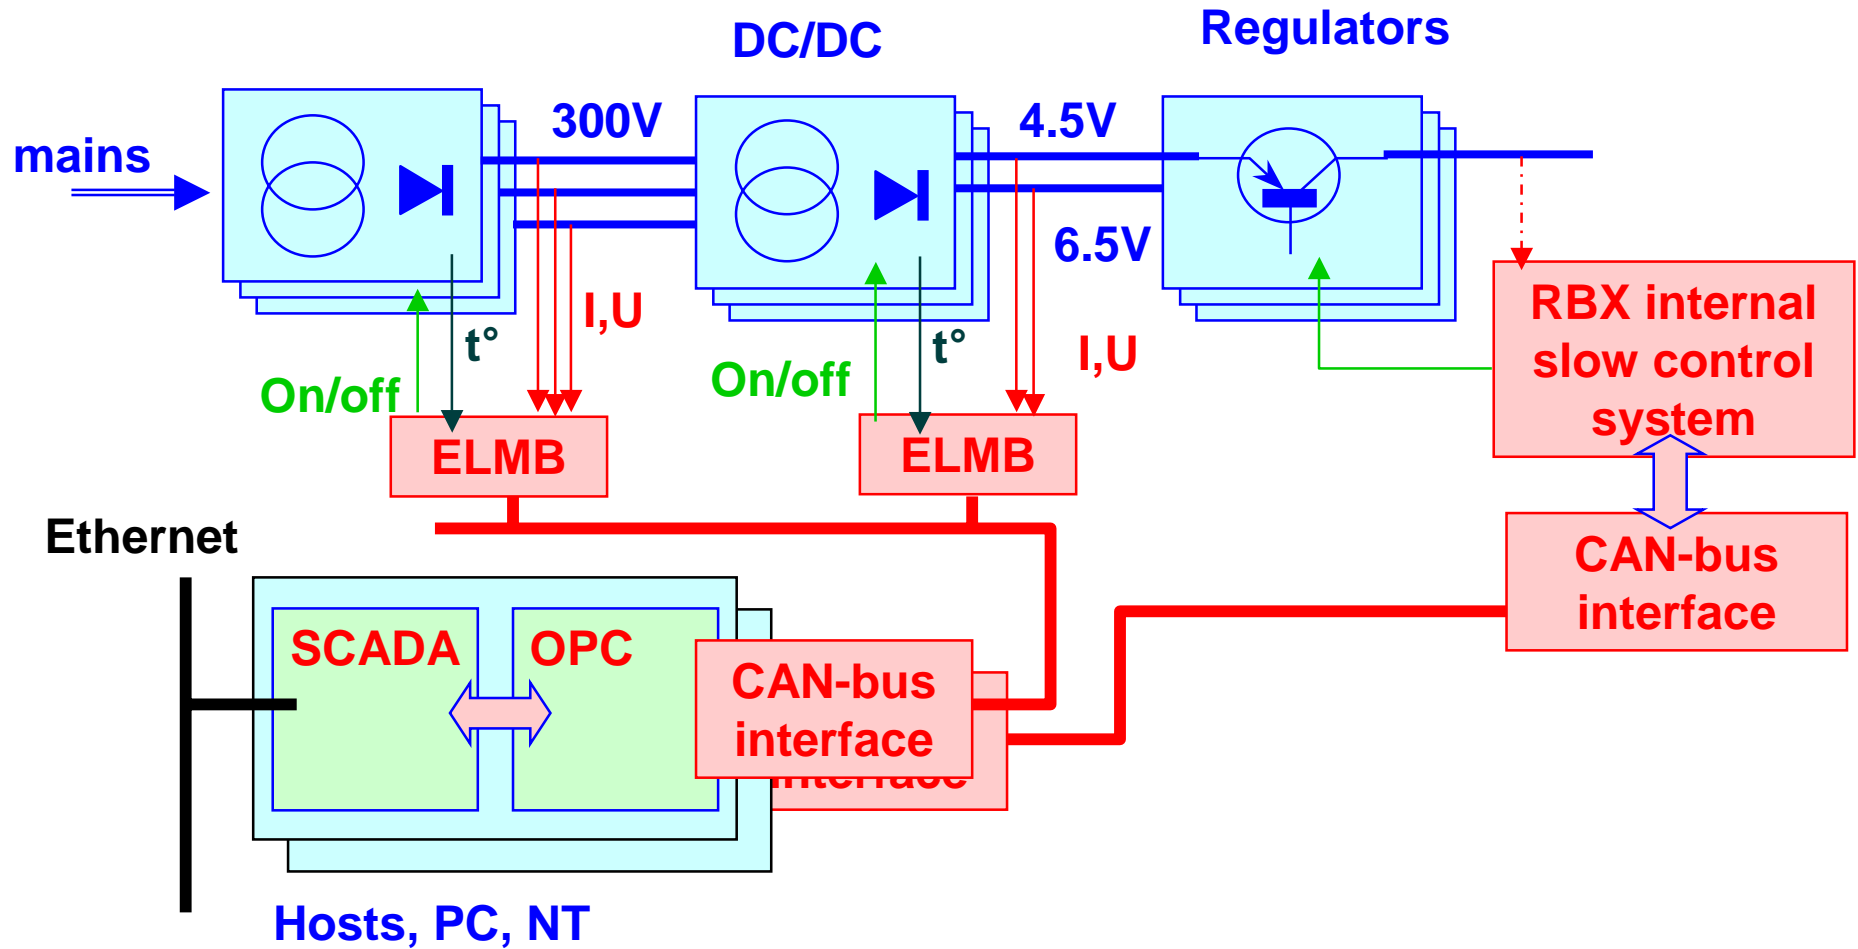 DC/DC
Regulators
mains
300V
4.5V
6.5V
I,U
t°
On/off
I,U
t°
On/off
RBX internal
slow control
system
ELMB
ELMB
Ethernet
CAN-bus
interface
SCADA
OPC
CAN-bus
interface
interface
Hosts, PC, NT